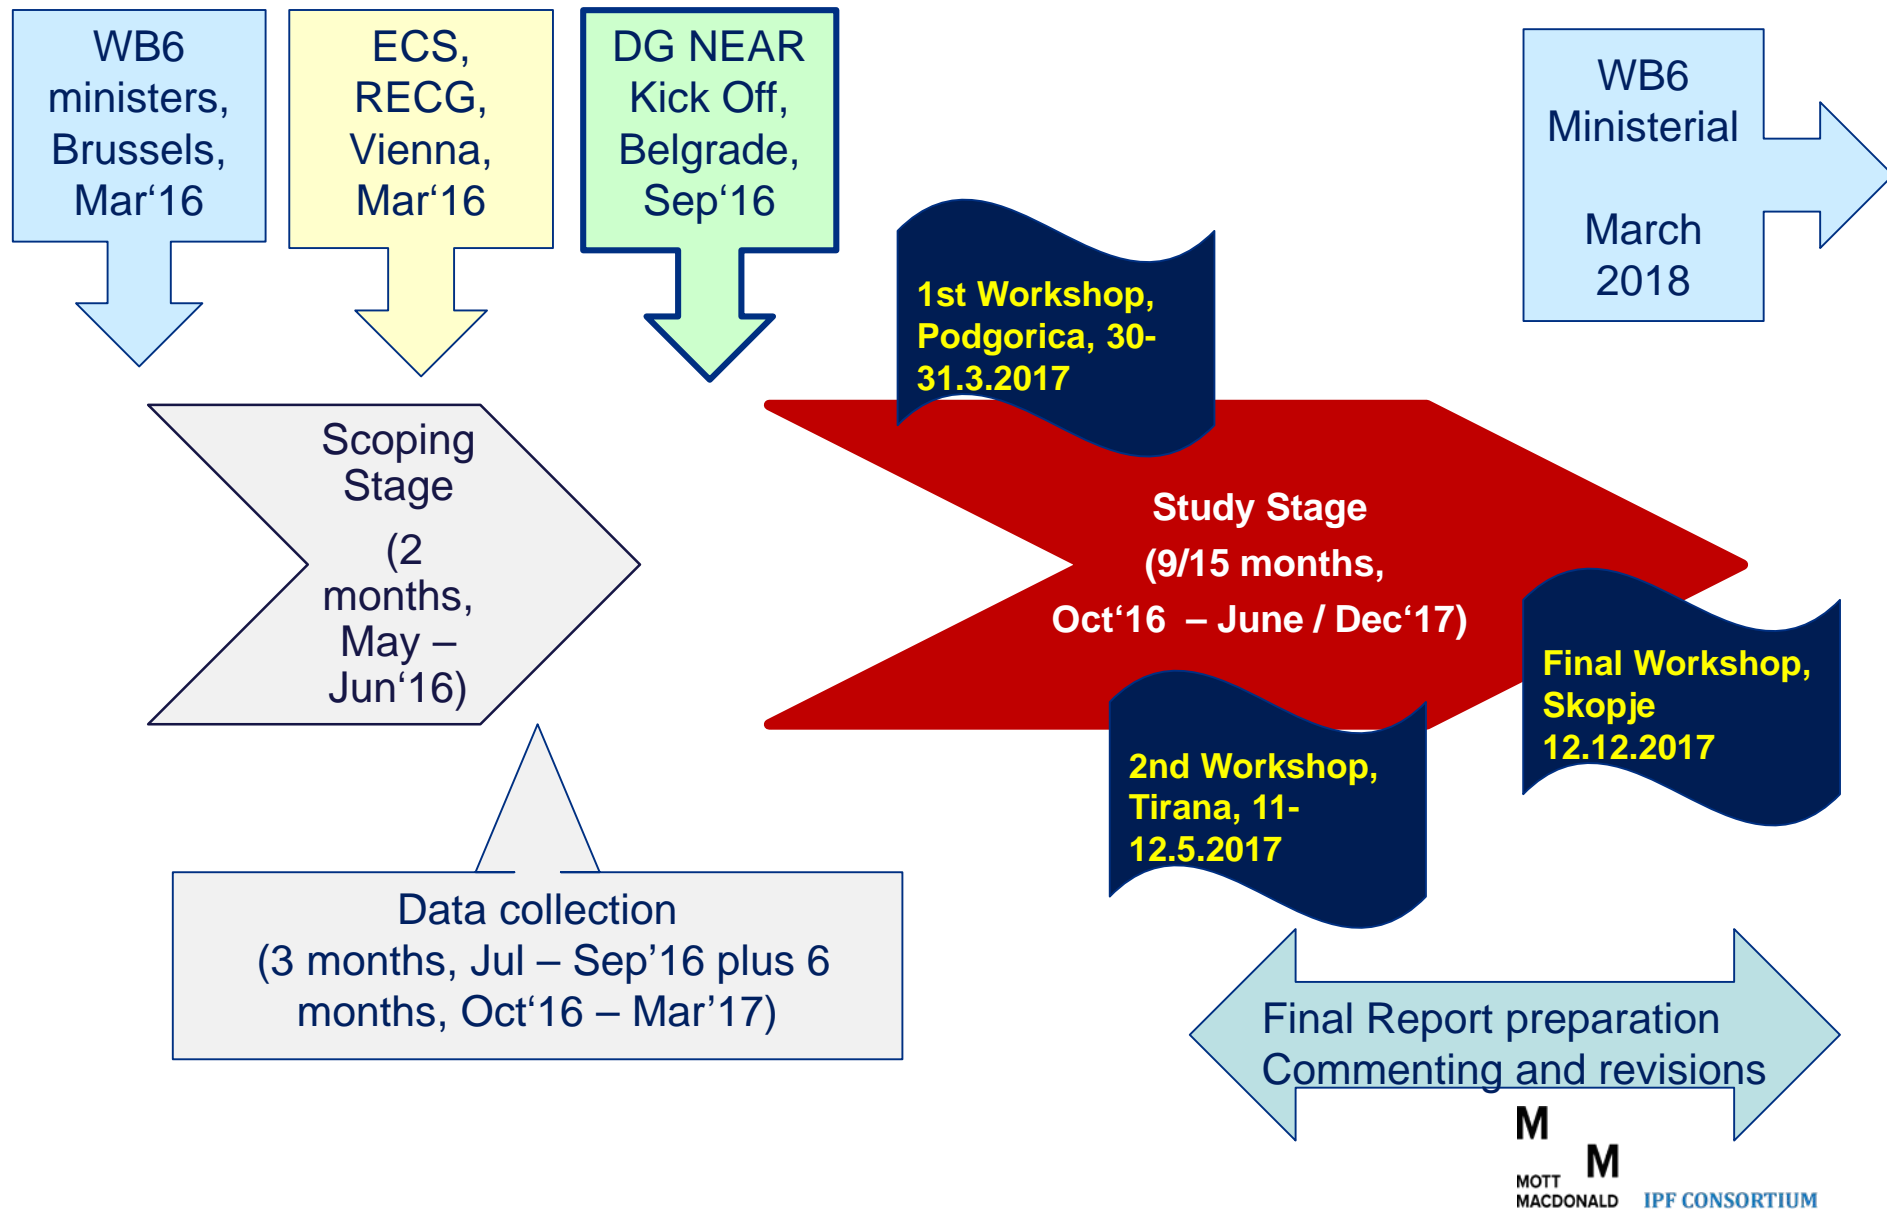 WB6
ministers,
Brussels,
Mar‘16
ECS,
RECG,
Vienna,
Mar‘16
DG NEAR
Kick Off,
Belgrade,
Sep‘16
WB6
Ministerial
March
2018
1st Workshop,
Podgorica, 30-
31.3.2017
Scoping
Stage
(2
months,
May –
Jun‘16)
Study Stage
(9/15 months,
Oct‘16 – June / Dec‘17)
Final Workshop,
Skopje
12.12.2017
2nd Workshop,
Tirana, 11-
12.5.2017
Data collection
(3 months, Jul – Sep’16 plus 6
months, Oct‘16 – Mar’17)
Final Report preparation
Commenting and revisions
M
M
MOTT
MACDONALD
IPF CONSORTIUM